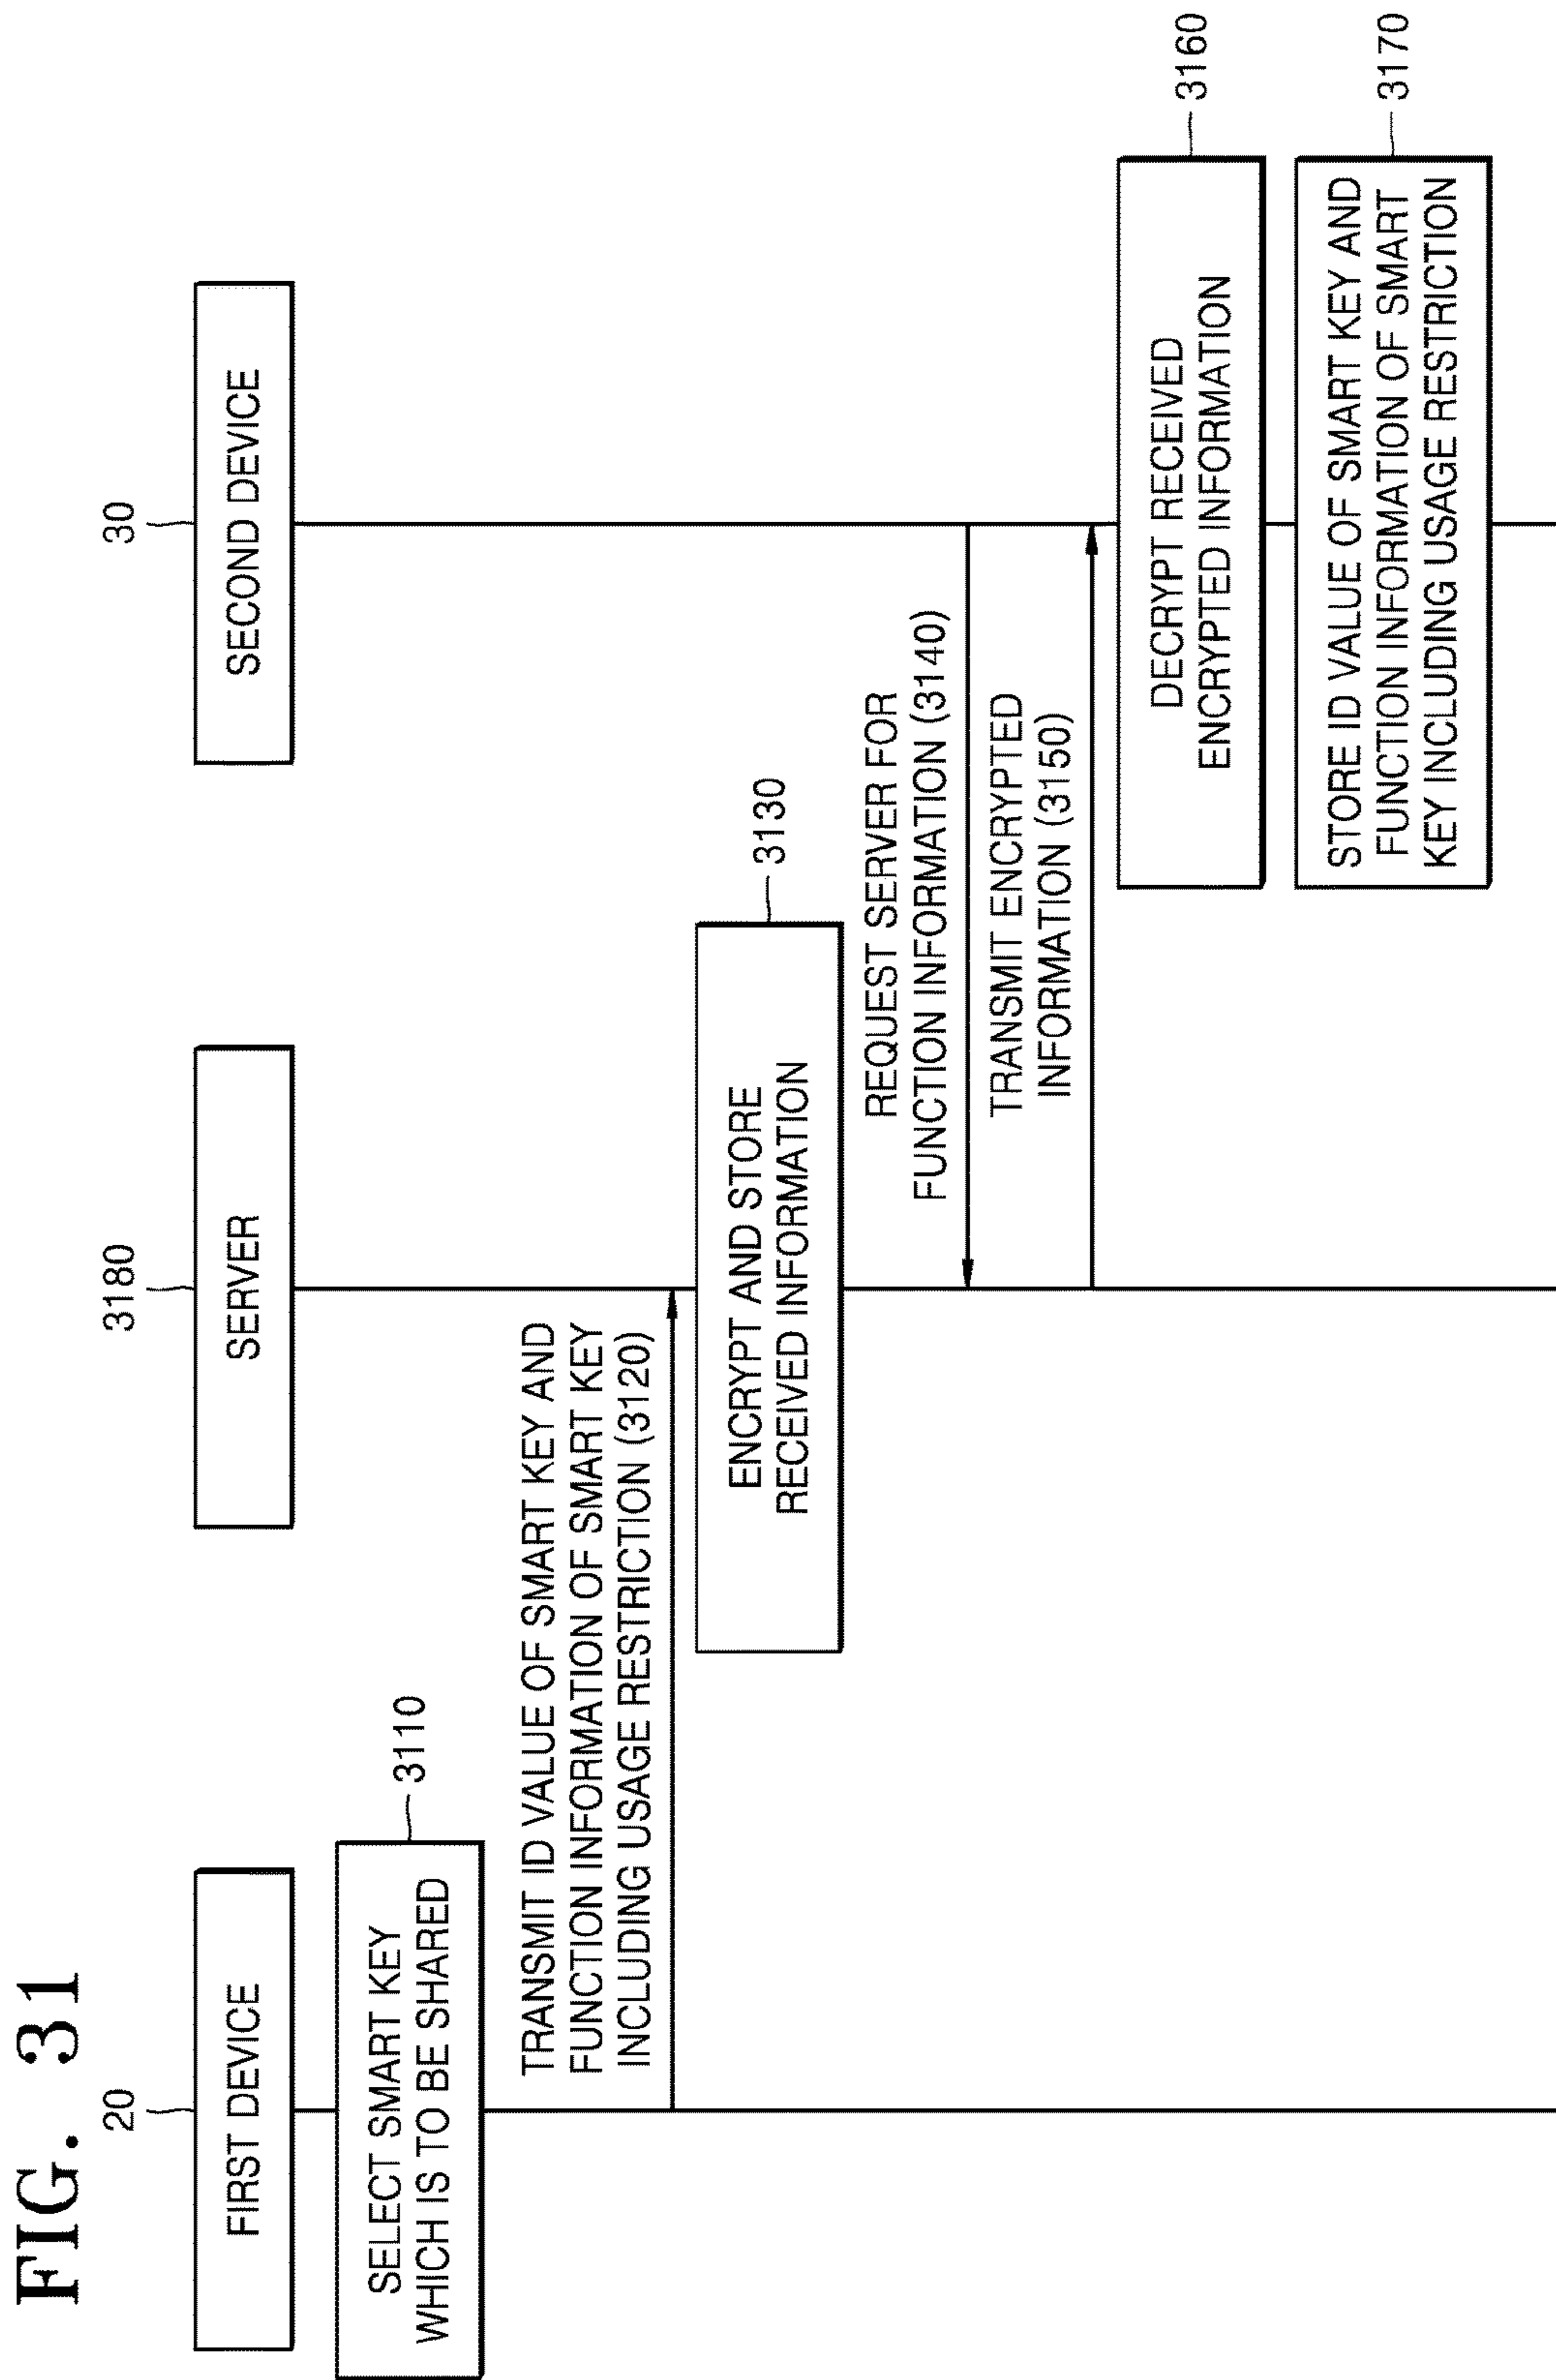 FIG. 31
20
3180
30
FIRST DEVICE
SERVER
SECOND DEVICE
SELECT SMART KEY
WHICH IS TO BE SHARED
3110
TRANSMIT ID VALUE OF SMART KEY AND
FUNCTION INFORMATION OF SMART KEY
INCLUDING USAGE RESTRICTION (3120)
ENCRYPT AND STORE
RECEIVED INFORMATION
3130
REQUEST SERVER FOR
FUNCTION INFORMATION (3140)
TRANSMIT ENCRYPTED
INFORMATION (3150)
DECRYPT RECEIVED
ENCRYPTED INFORMATION
3160
STORE ID VALUE OF SMART KEY AND
FUNCTION INFORMATION OF SMART
KEY INCLUDING USAGE RESTRICTION
3170